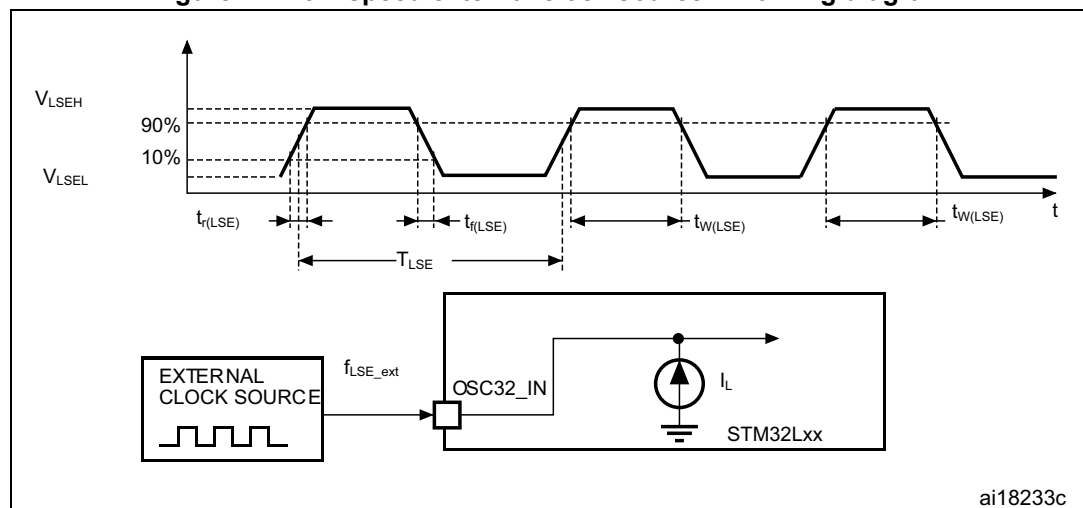 V_LSEH
90%
10%
V_LSEL
t_r(LSE)
t_f(LSE)
t_W(LSE)
t_W(LSE)
t
T_LSE
EXTERNAL
CLOCK SOURCE
f_LSE_ext
OSC32_IN
I_L
STM32Lxx
ai18233c